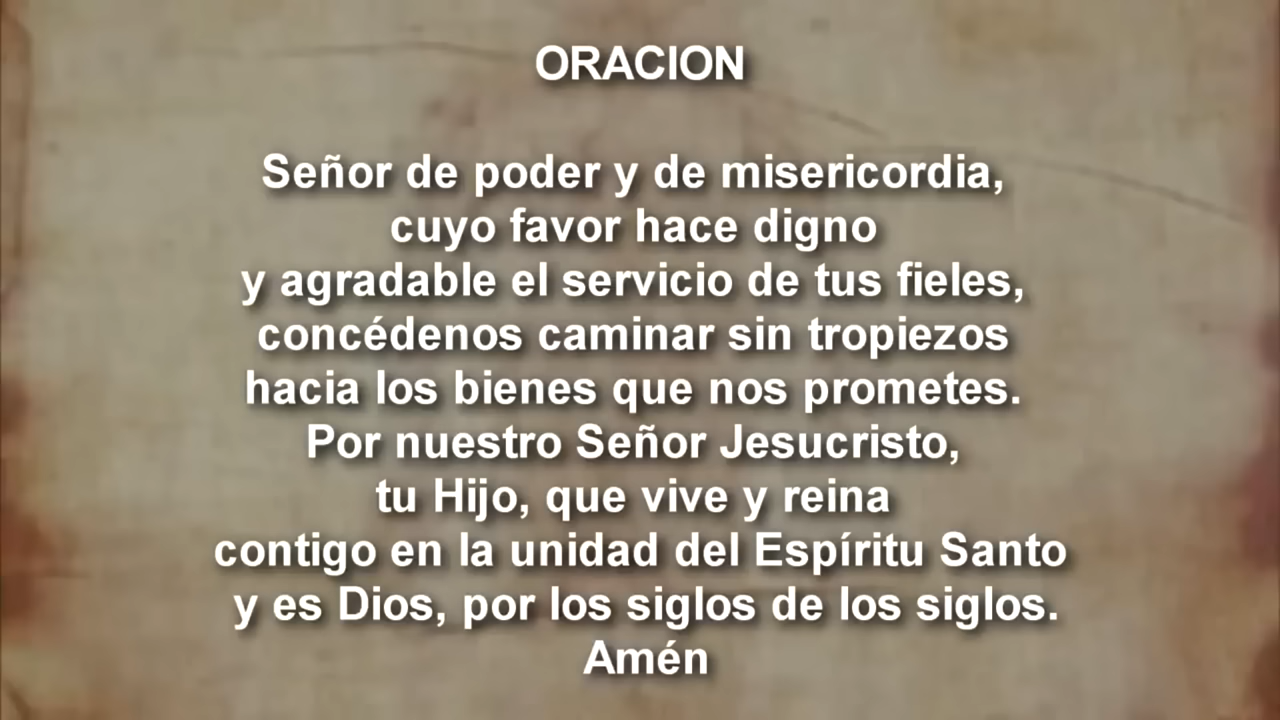 ORACION
Señor de poder y de misericordia,
cuyo favor hace digno
y agradable el servicio de tus fieles,
concédenos caminar sin tropiezos
hacia los bienes que nos prometes.
Por nuestro Señor Jesucristo,
tu Hijo, que vive y reina
contigo en la unidad del Espíritu Santo
y es Dios, por los siglos de los siglos.
Amén